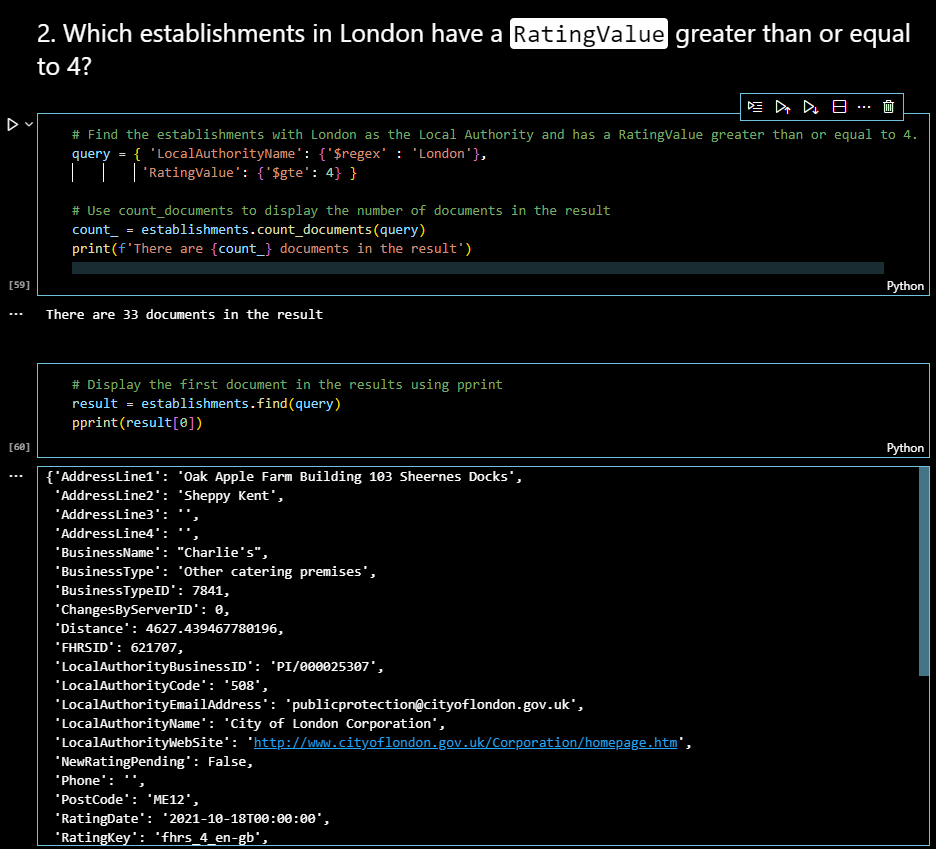 2. Which establishments in London have a RatingValue greater than or equal
to 4?
# Find the establishments with London as the Local Authority and has a RatingValue greater than or equal to 4.
query = { 'LocalAuthorityName': {'$regex' : 'London'},
'RatingValue': {'$gte': 4} }
# Use count_documents to display the number of documents in the result
count_ = establishments.count_documents(query)
print(f'There are {count_} documents in the result')
[59]
Python
There are 33 documents in the result
# Display the first document in the results using pprint
result = establishments.find(query)
pprint(result[0])
[60]
Python
{'AddressLine1': 'Oak Apple Farm Building 103 Sheernes Docks',
'AddressLine2': 'Sheppy Kent',
'AddressLine3': '',
'AddressLine4': '',
'BusinessName': "Charlie's",
'BusinessType': 'Other catering premises',
'BusinessTypeID': 7841,
'ChangesByServerID': 0,
'Distance': 4627.439467780196,
'FHRSID': 621707,
'LocalAuthorityBusinessID': 'PI/000025307',
'LocalAuthorityCode': '508',
'LocalAuthorityEmailAddress': 'publicprotection@cityoflondon.gov.uk',
'LocalAuthorityName': 'City of London Corporation',
'LocalAuthorityWebSite': 'http://www.cityoflondon.gov.uk/Corporation/homepage.htm',
'NewRatingPending': False,
'Phone': '',
'PostCode': 'ME12',
'RatingDate': '2021-10-18T00:00:00',
'RatingKey': 'fhrs_4_en-gb',